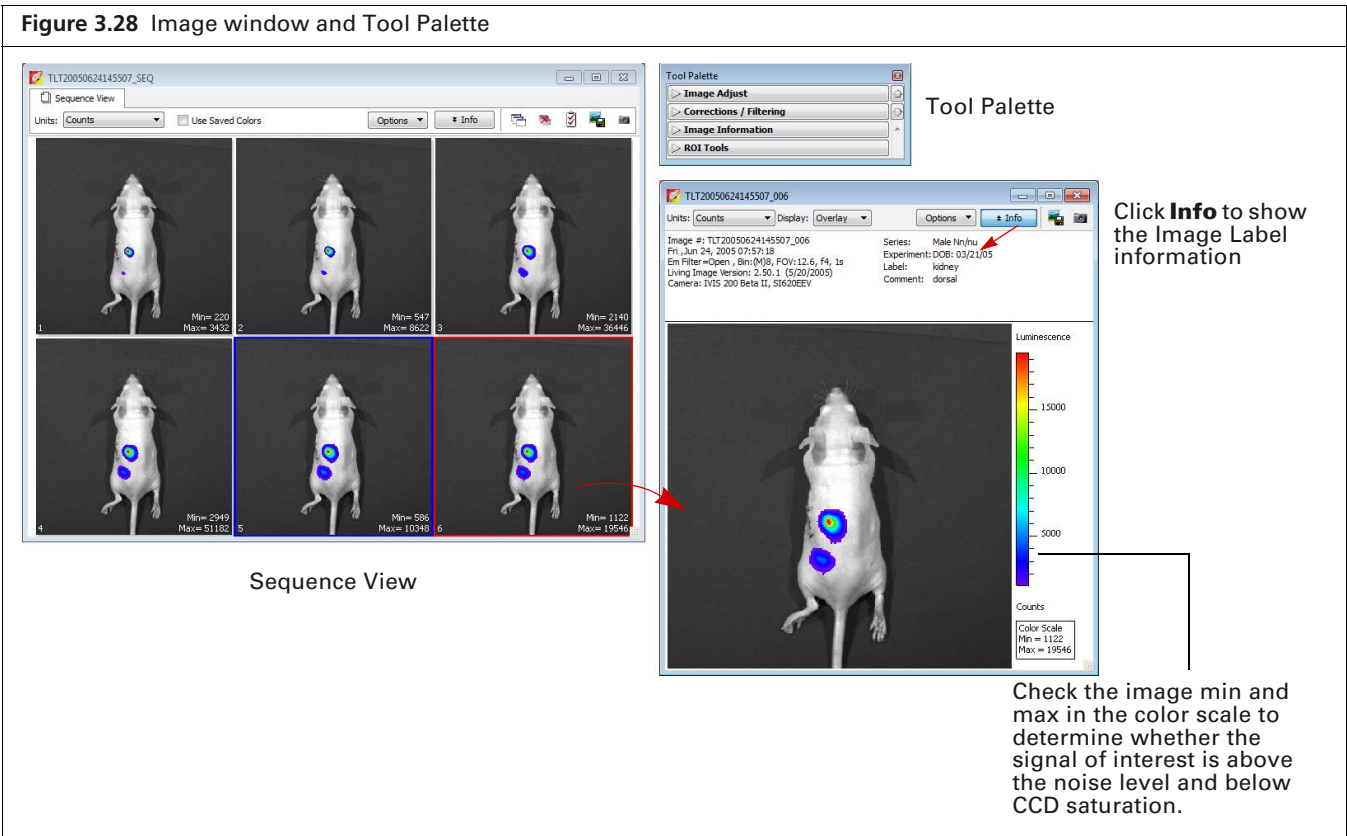 Figure 3.28 Image window and Tool Palette
TLT20050624145507_SEQ
Sequence View
Units: Counts Use Saved Colors Options Info
Min= 220
1 Max= 3432
Min= 547
2 Max= 8622
Min= 2140
3 Max= 36446
Min= 2949
4 Max= 51182
Min= 586
5 Max= 10348
Min= 1122
6 Max= 19546
Sequence View
Tool Palette
Image Adjust
Corrections / Filtering
Image Information
ROI Tools
Tool Palette
TLT20050624145507_006
Units: Counts Display: Overlay Options Info
Image #: TLT20050624145507_006
Fri ,Jun 24, 2005 07:57:18
Em Filter=Open , Bin:(M)8, FOV:12.6, f4, 1s
Living Image Version: 2.50.1 (5/20/2005)
Camera: IVIS 200 Beta II, SI620EEV
Series: Male Nn/nu
Experiment: DOB: 03/21/05
Label: kidney
Comment: dorsal
Click Info to show
the Image Label
information
Luminescence
15000
10000
5000
Counts
Color Scale
Min = 1122
Max = 19546
Check the image min and
max in the color scale to
determine whether the
signal of interest is above
the noise level and below
CCD saturation.